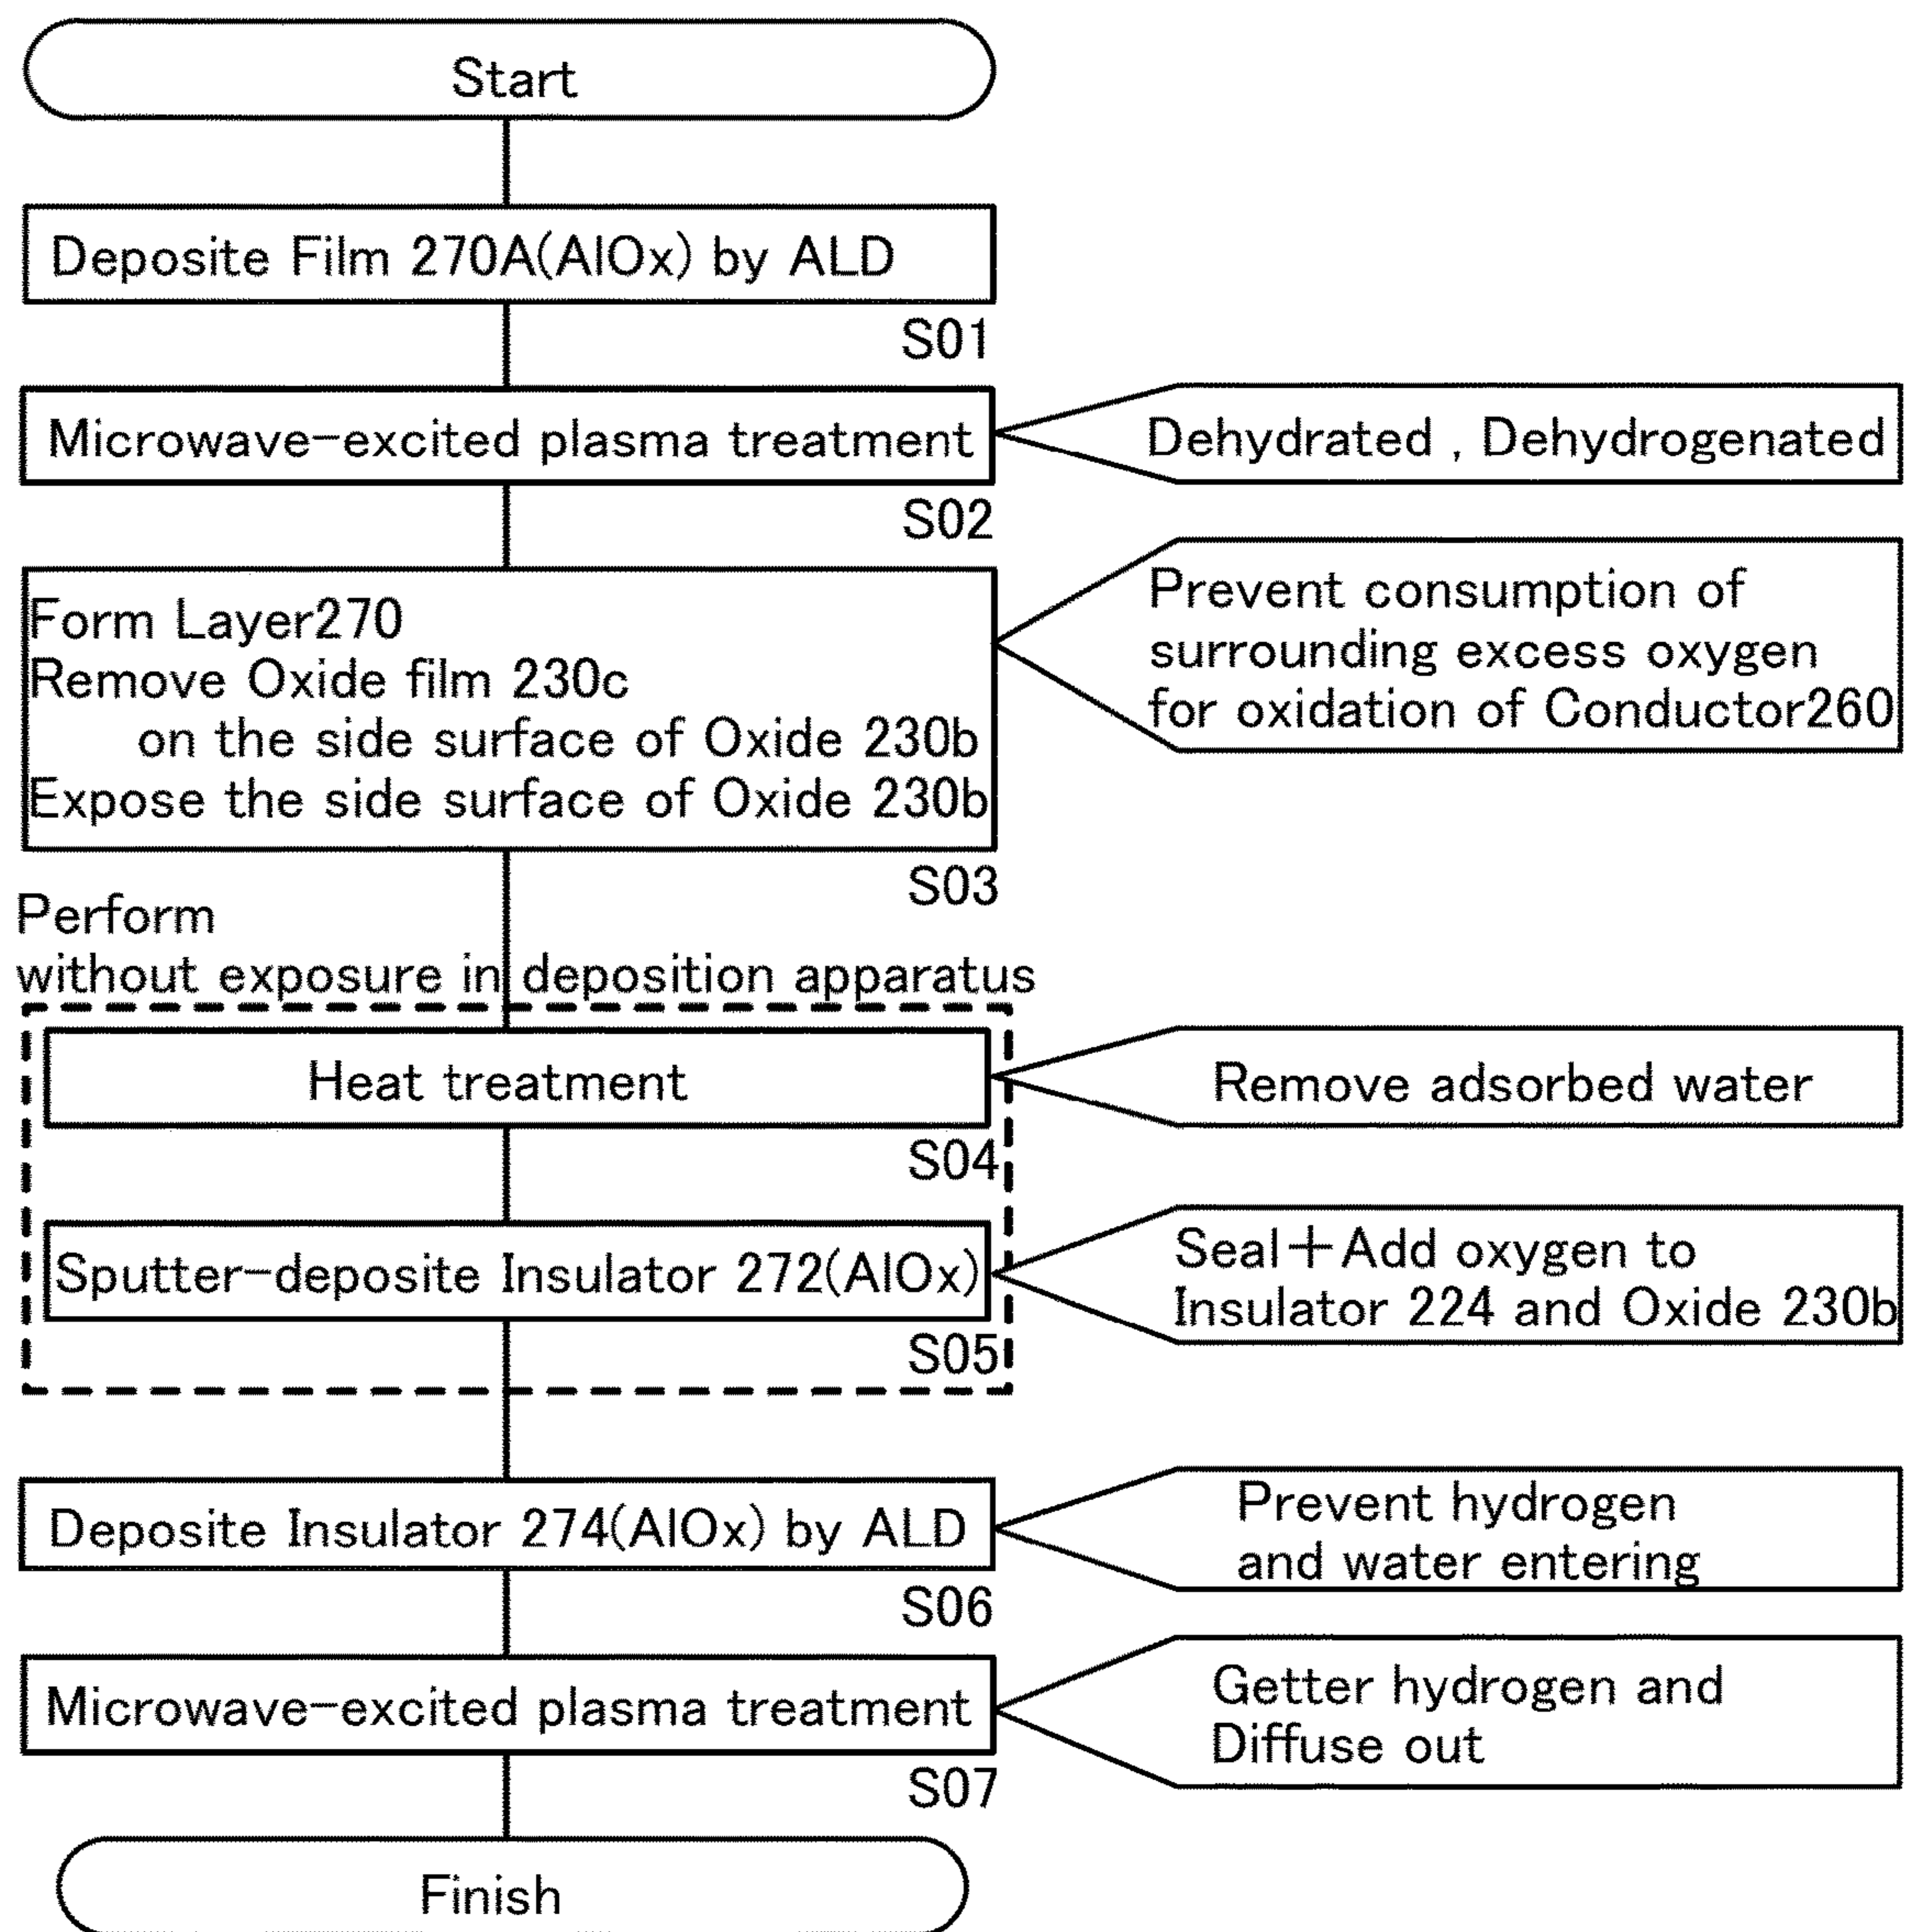 Start
Deposite Film 270A(AlOx) by ALD
S01
Microwave-excited plasma treatment
Dehydrated , Dehydrogenated
S02
Form Layer270
Remove Oxide film 230c
on the side surface of Oxide 230b
Expose the side surface of Oxide 230b
Prevent consumption of
surrounding excess oxygen
for oxidation of Conductor260
S03
Perform
without exposure in deposition apparatus
Heat treatment
Remove adsorbed water
S04
Sputter-deposite Insulator 272(AlOx)
Seal+Add oxygen to
Insulator 224 and Oxide 230b
S05
Deposite Insulator 274(AlOx) by ALD
Prevent hydrogen
and water entering
S06
Microwave-excited plasma treatment
Getter hydrogen and
Diffuse out
S07
Finish